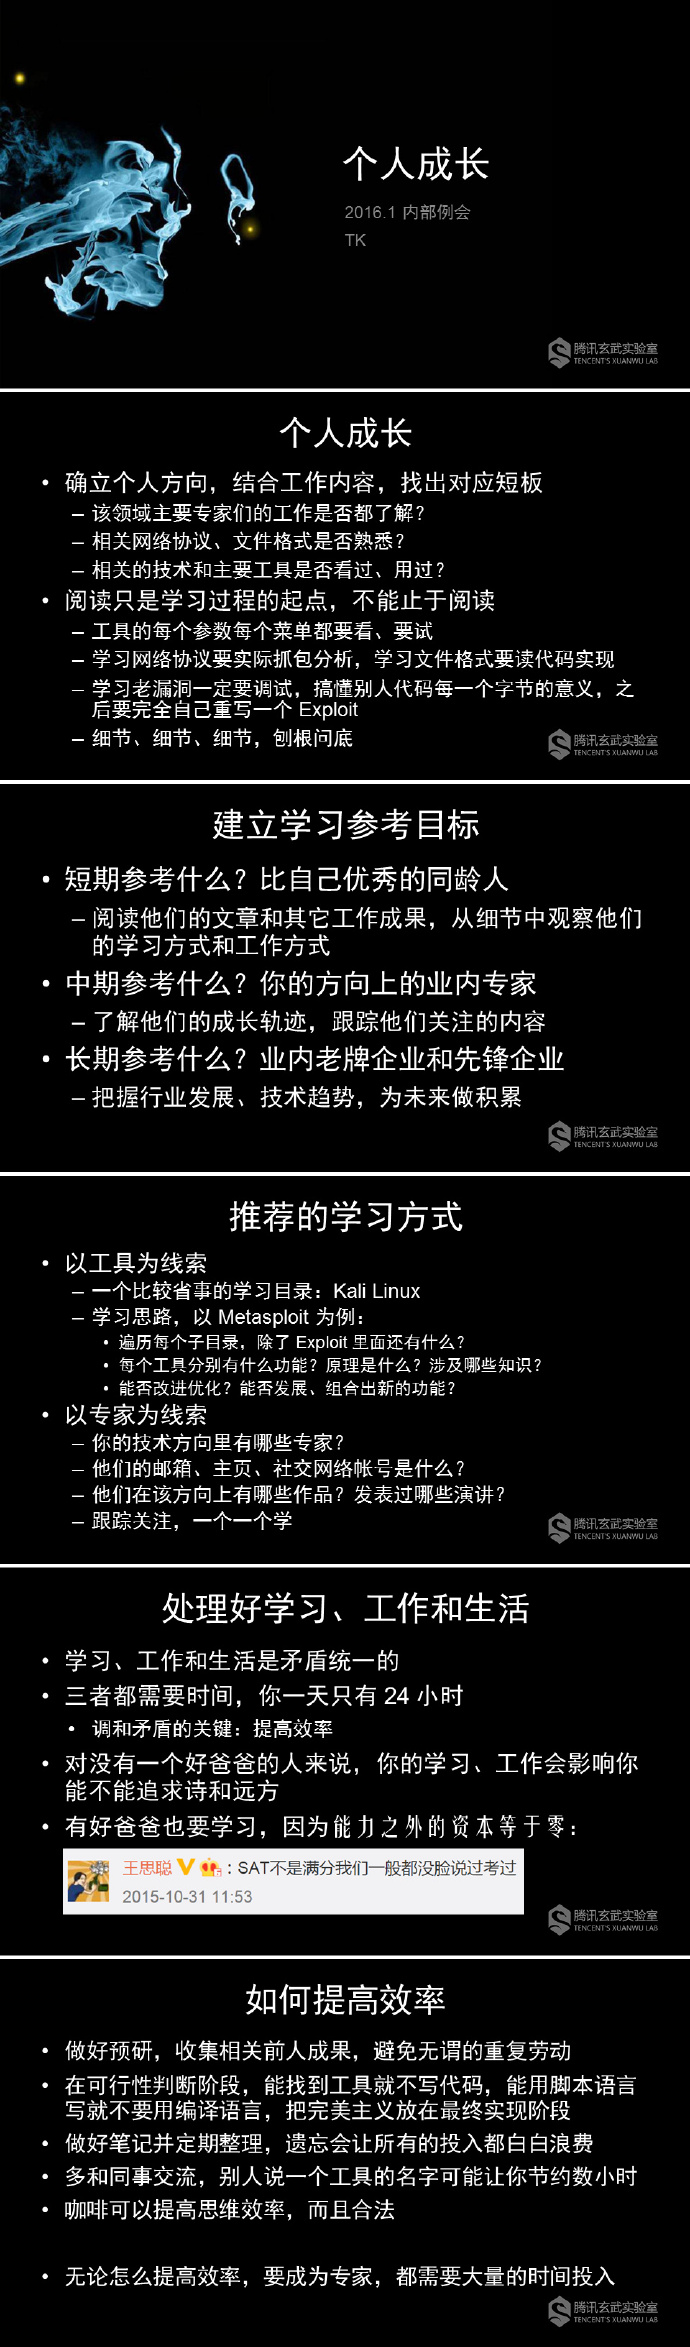 个人成长
2016.1 内部例会
TK
腾讯玄武实验室
TENCENT'S XUANWU LAB
个人成长
• 确立个人方向，结合工作内容，找出对应短板
– 该领域主要专家们的工作是否都了解？
– 相关网络协议、文件格式是否熟悉？
– 相关的技术和主要工具是否看过、用过？
• 阅读只是学习过程的起点，不能止于阅读
– 工具的每个参数每个菜单都要看、要试
– 学习网络协议要实际抓包分析，学习文件格式要读代码实现
– 学习老漏洞一定要调试，搞懂别人代码每一个字节的意义，之
后要完全自己重写一个 Exploit
– 细节、细节、细节，刨根问底
腾讯玄武实验室
TENCENT'S XUANWU LAB
建立学习参考目标
• 短期参考什么？比自己优秀的同龄人
– 阅读他们的文章和其它工作成果，从细节中观察他们
的学习方式和工作方式
• 中期参考什么？你的方向上的业内专家
– 了解他们的成长轨迹，跟踪他们关注的内容
• 长期参考什么？业内老牌企业和先锋企业
– 把握行业发展、技术趋势，为未来做积累
腾讯玄武实验室
TENCENT'S XUANWU LAB
推荐的学习方式
• 以工具为线索
– 一个比较省事的学习目录：Kali Linux
– 学习思路，以 Metasploit 为例：
• 遍历每个子目录，除了 Exploit 里面还有什么？
• 每个工具分别有什么功能？原理是什么？涉及哪些知识？
• 能否改进优化？能否发展、组合出新的功能？
• 以专家为线索
– 你的技术方向里有哪些专家？
– 他们的邮箱、主页、社交网络帐号是什么？
– 他们在该方向上有哪些作品？发表过哪些演讲？
– 跟踪关注，一个一个学
腾讯玄武实验室
TENCENT'S XUANWU LAB
处理好学习、工作和生活
• 学习、工作和生活是矛盾统一的
• 三者都需要时间，你一天只有 24 小时
• 调和矛盾的关键：提高效率
• 对没有一个好爸爸的人来说，你的学习、工作会影响你
能不能追求诗和远方
• 有好爸爸也要学习，因为能力之外的资本等于零：
王思聪 V：SAT不是满分我们一般都没脸说过考过
2015-10-31 11:53
腾讯玄武实验室
TENCENT'S XUANWU LAB
如何提高效率
• 做好预研，收集相关前人成果，避免无谓的重复劳动
• 在可行性判断阶段，能找到工具就不写代码，能用脚本语言
写就不要用编译语言，把完美主义放在最终实现阶段
• 做好笔记并定期整理，遗忘会让所有的投入都白白浪费
• 多和同事交流，别人说一个工具的名字可能让你节约数小时
• 咖啡可以提高思维效率，而且合法
• 无论怎么提高效率，要成为专家，都需要大量的时间投入
腾讯玄武实验室
TENCENT'S XUANWU LAB